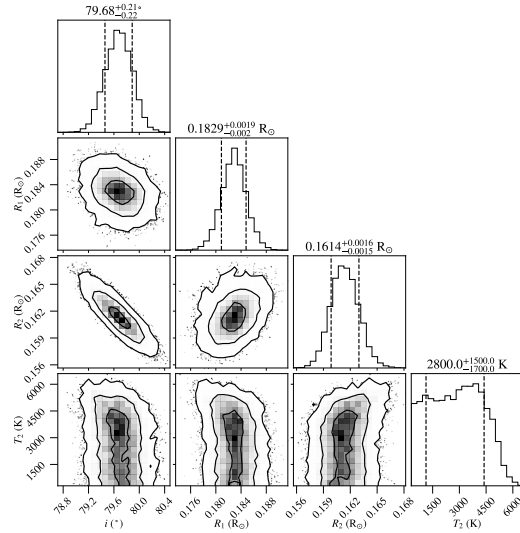 79.68+0.21°−0.22
0.1829+0.0019−0.002 R⊙
0.188
0.184
0.180
0.176
R1 (R⊙)
0.1614+0.0016−0.0015 R⊙
0.168
0.165
0.162
0.159
0.156
R2 (R⊙)
2800.0+1500.0−1700.0 K
6000
4500
3000
1500
T2 (K)
78.8 79.2 79.6 80.0 80.4
i (°)
0.176 0.180 0.184 0.188
R1 (R⊙)
0.156 0.159 0.162 0.165 0.168
R2 (R⊙)
1500 3000 4500 6000
T2 (K)